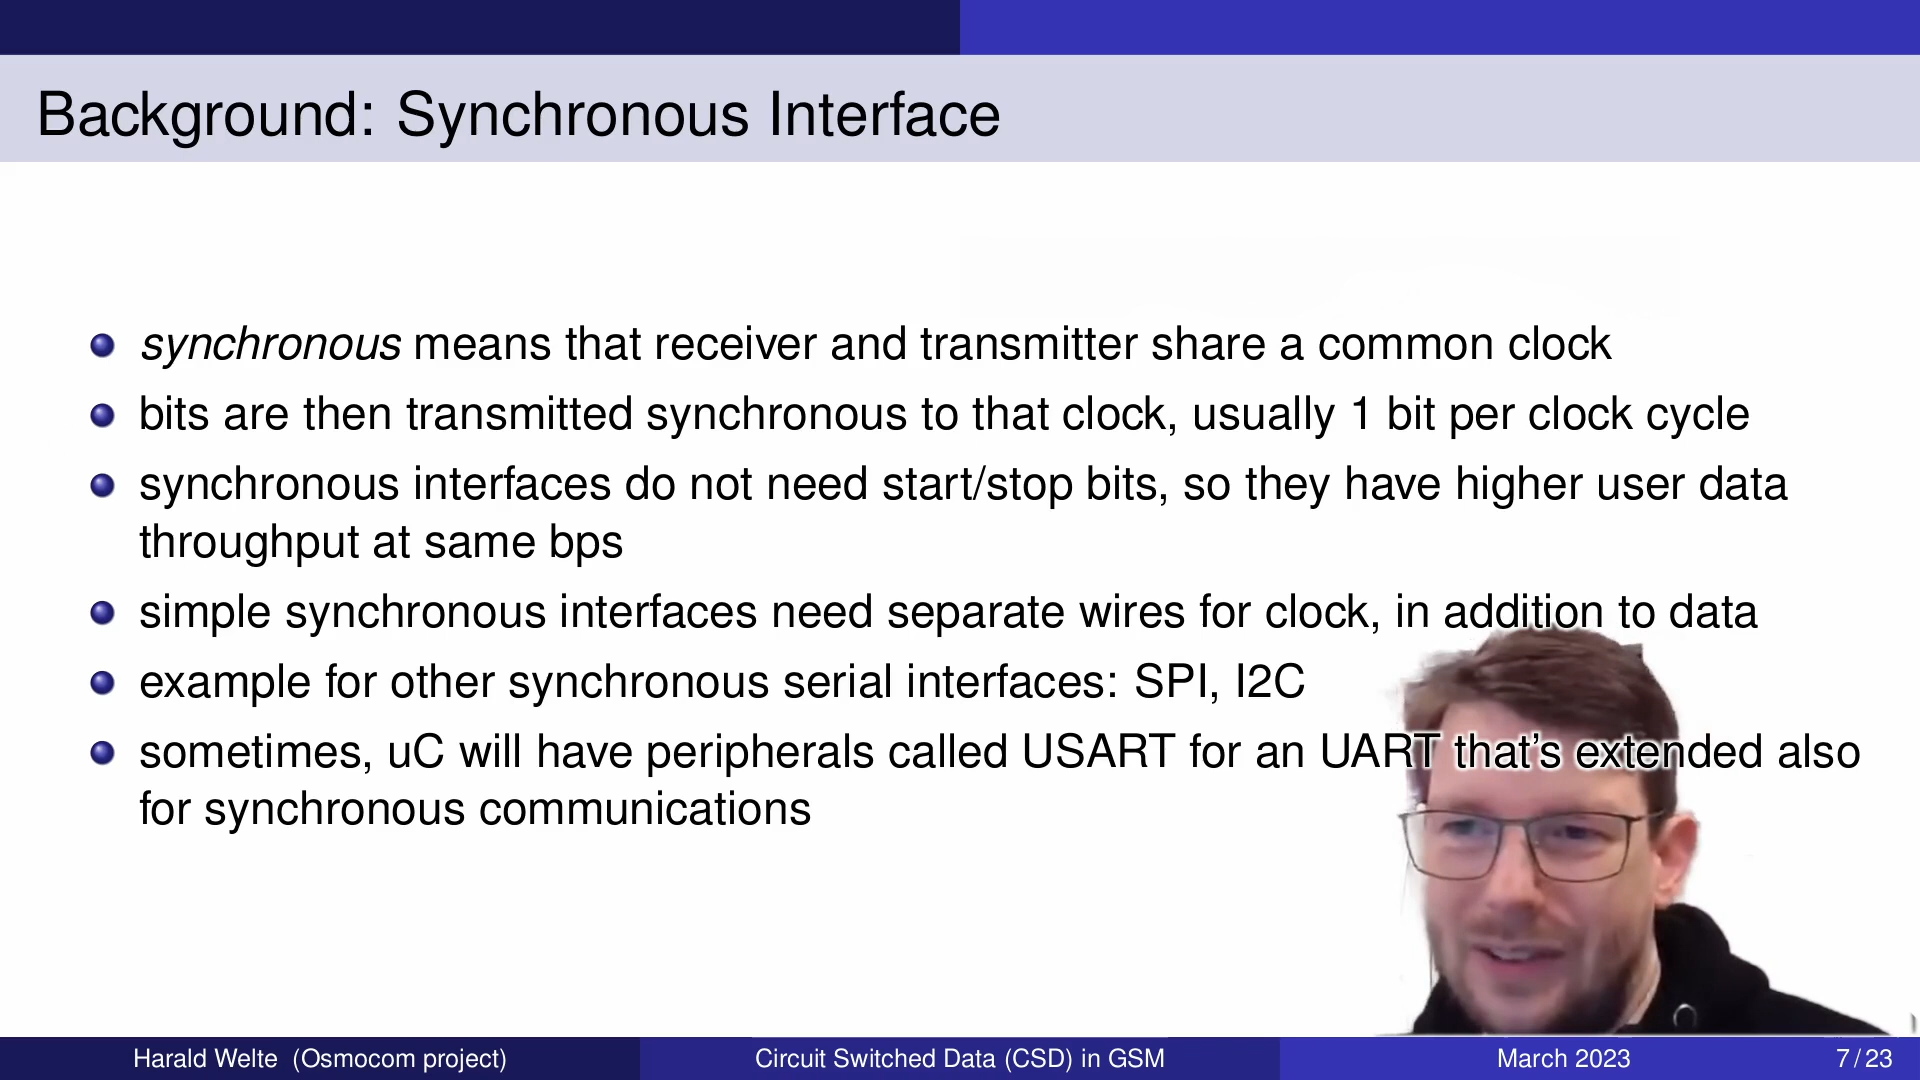 Background: Synchronous Interface
synchronous means that receiver and transmitter share a common clock
bits are then transmitted synchronous to that clock, usually 1 bit per clock cycle
synchronous interfaces do not need start/stop bits, so they have higher user data
throughput at same bps
simple synchronous interfaces need separate wires for clock, in addition to data
example for other synchronous serial interfaces: SPI, I2C
sometimes, uC will have peripherals called USART for an UART that's extended also
for synchronous communications
Harald Welte (Osmocom project)
Circuit Switched Data (CSD) in GSM
March 2023
7 / 23